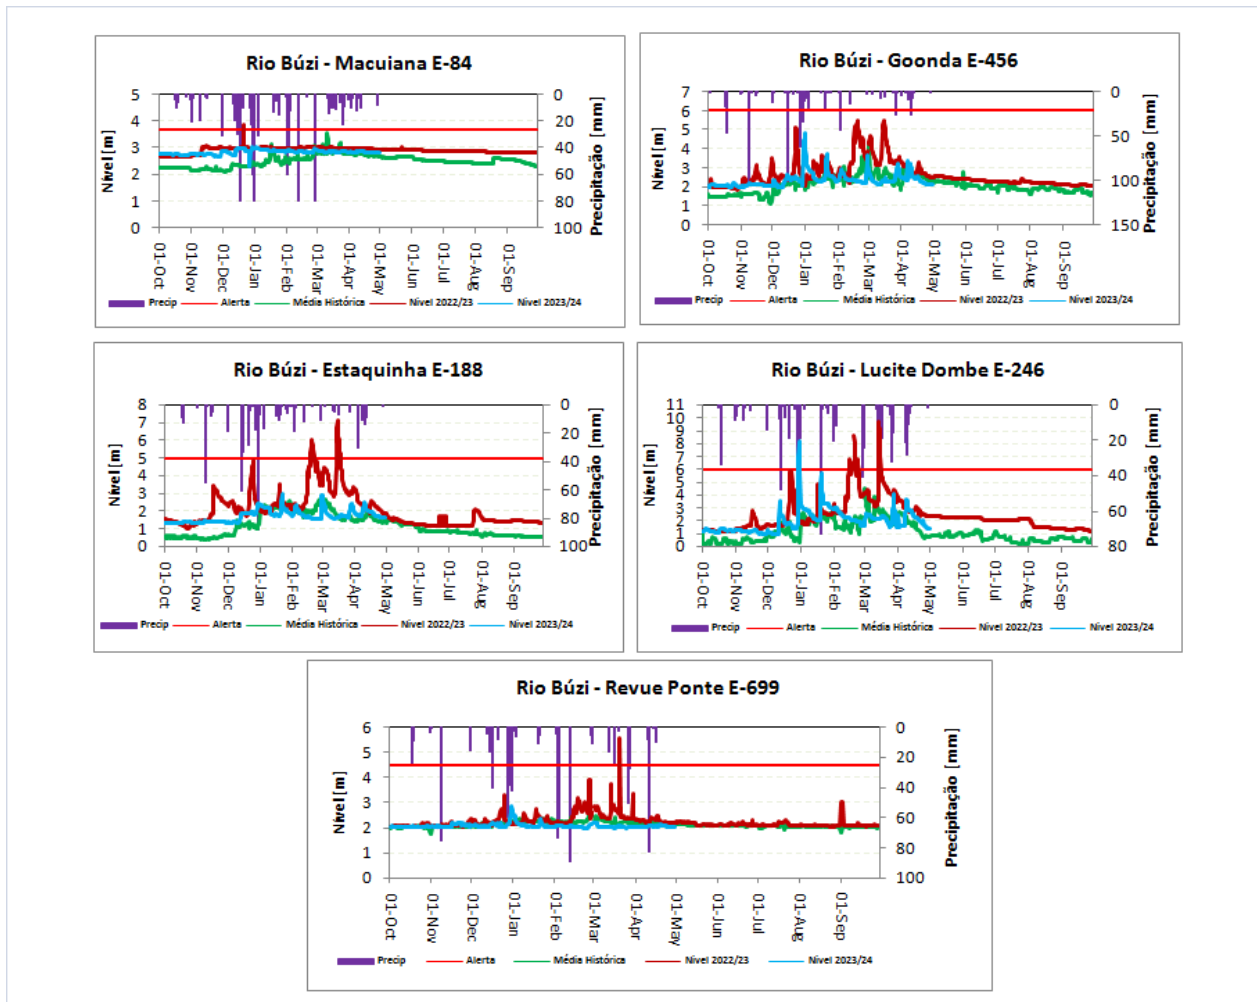 Rio Búzi - Macuiana E-84
5
4
3
2
1
0
Nível [m]
0
20
40
60
80
100
Precipitação [mm]
01-Oct
01-Nov
01-Dec
01-Jan
01-Feb
01-Mar
01-Apr
01-May
01-Jun
01-Jul
01-Aug
01-Sep
Precip Alerta Média Histórica Nivel 2022/23 Nivel 2023/24
Rio Búzi - Goonda E-456
7
6
5
4
3
2
1
0
Nível [m]
0
50
100
150
Precipitação [mm]
01-Oct
01-Nov
01-Dec
01-Jan
01-Feb
01-Mar
01-Apr
01-May
01-Jun
01-Jul
01-Aug
01-Sep
Precip Alerta Média Histórica Nivel 2022/23 Nivel 2023/24
Rio Búzi - Estaquinha E-188
8
7
6
5
4
3
2
1
0
Nível [m]
0
20
40
60
80
100
Precipitação [mm]
01-Oct
01-Nov
01-Dec
01-Jan
01-Feb
01-Mar
01-Apr
01-May
01-Jun
01-Jul
01-Aug
01-Sep
Precip Alerta Média Histórica Nivel 2022/23 Nivel 2023/24
Rio Búzi - Lucite Dombe E-246
11
10
9
8
7
6
5
4
3
2
1
0
Nível [m]
0
20
40
60
80
Precipitação [mm]
01-Oct
01-Nov
01-Dec
01-Jan
01-Feb
01-Mar
01-Apr
01-May
01-Jun
01-Jul
01-Aug
01-Sep
Precip Alerta Média Histórica Nivel 2022/23 Nivel 2023/24
Rio Búzi - Revue Ponte E-699
6
5
4
3
2
1
0
Nível [m]
0
20
40
60
80
100
Precipitação [mm]
01-Oct
01-Nov
01-Dec
01-Jan
01-Feb
01-Mar
01-Apr
01-May
01-Jun
01-Jul
01-Aug
01-Sep
Precip Alerta Média Histórica Nivel 2022/23 Nivel 2023/24